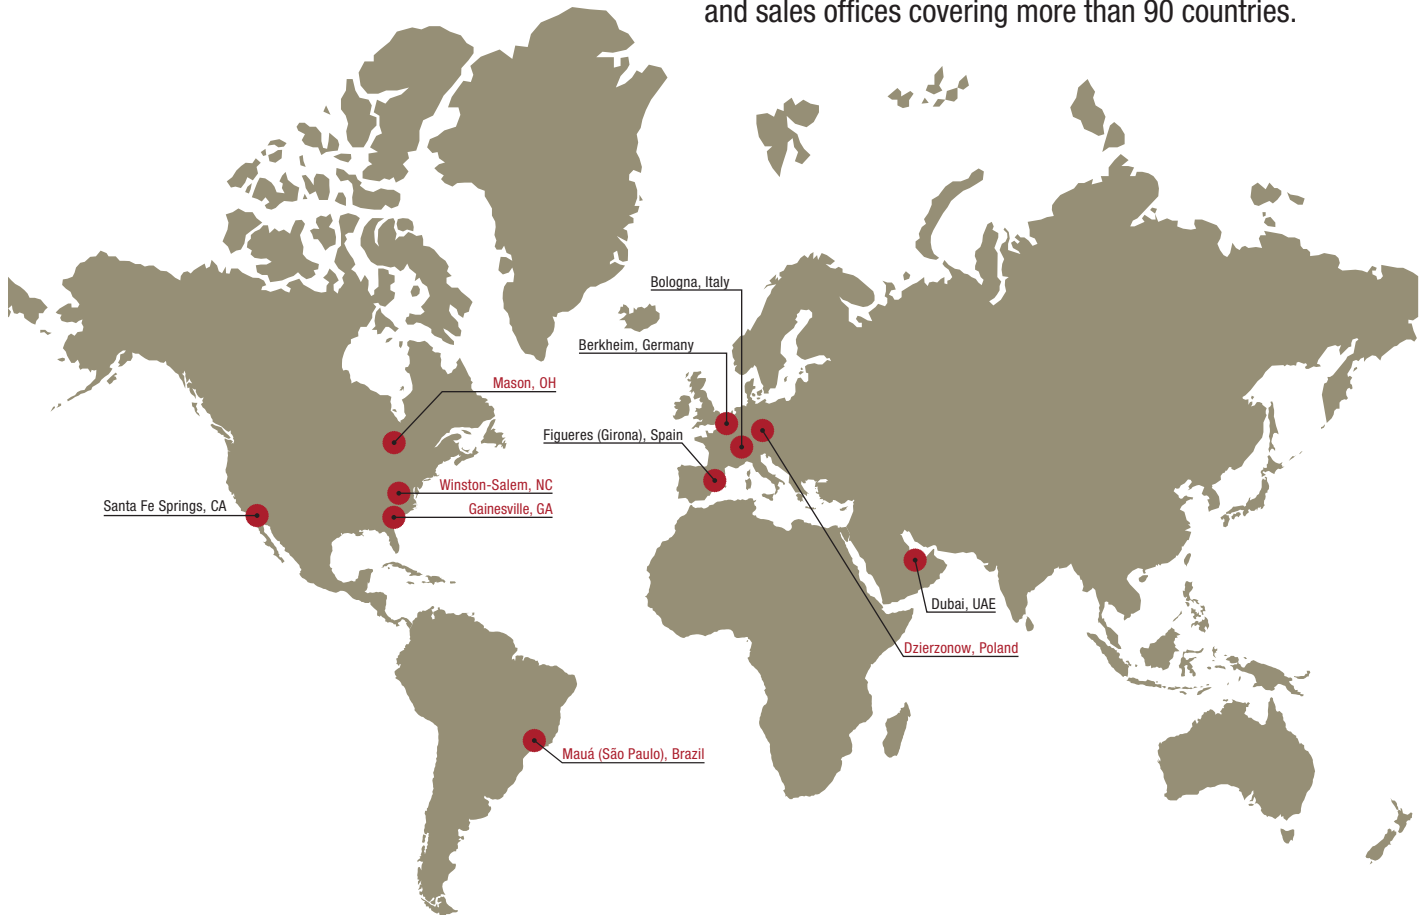 and sales offices covering more than 90 countries.
Bologna, Italy
Berkheim, Germany
Mason, OH
Figueres (Girona), Spain
Winston-Salem, NC
Santa Fe Springs, CA
Gainesville, GA
Dubai, UAE
Dzierzonow, Poland
Mauá (São Paulo), Brazil